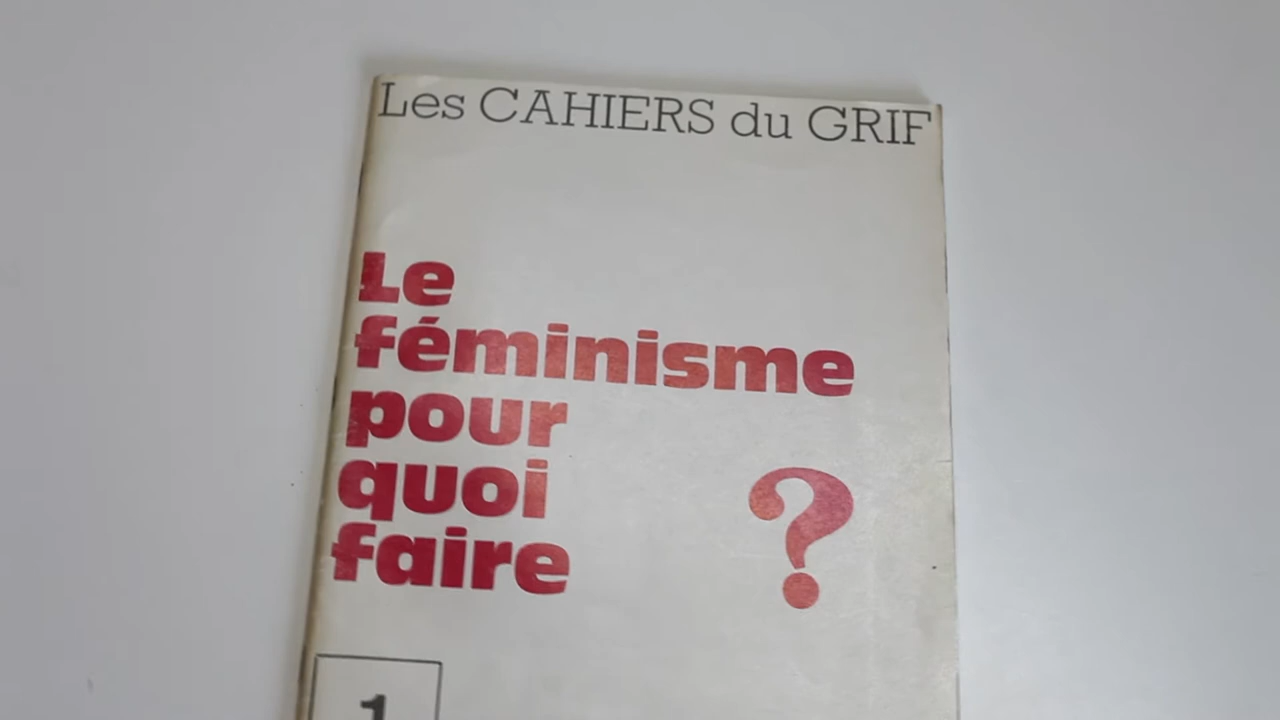 Les CAHIERS du GRIF
Le
féminisme
pour
quoi
faire
?
1